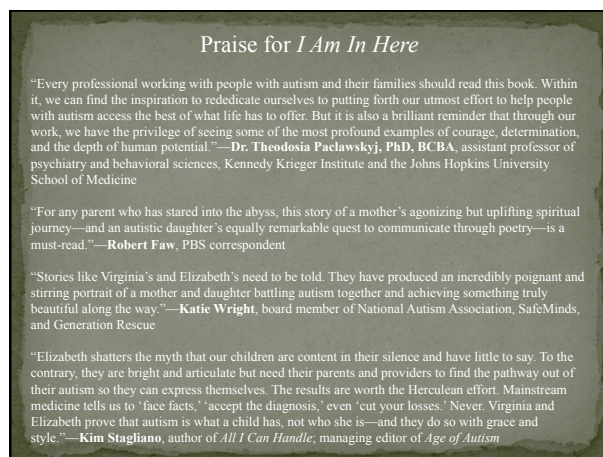 Praise for I Am In Here
“Every professional working with people with autism and their families should read this book. Within
it, we can find the inspiration to rededicate ourselves to putting forth our utmost effort to help people
with autism access the best of what life has to offer. But it is also a brilliant reminder that through our
work, we have the privilege of seeing some of the most profound examples of courage, determination,
and the depth of human potential.”—Dr. Theodosia Paclawskyj, PhD, BCBA, assistant professor of
psychiatry and behavioral sciences, Kennedy Krieger Institute and the Johns Hopkins University
School of Medicine
“For any parent who has stared into the abyss, this story of a mother’s agonizing but uplifting spiritual
journey—and an autistic daughter’s equally remarkable quest to communicate through poetry—is a
must-read.”—Robert Faw, PBS correspondent
“Stories like Virginia’s and Elizabeth’s need to be told. They have produced an incredibly poignant and
stirring portrait of a mother and daughter battling autism together and achieving something truly
beautiful along the way.”—Katie Wright, board member of National Autism Association, SafeMinds,
and Generation Rescue
“Elizabeth shatters the myth that our children are content in their silence and have little to say. To the
contrary, they are bright and articulate but need their parents and providers to find the pathway out of
their autism so they can express themselves. The results are worth the Herculean effort. Mainstream
medicine tells us to ‘face facts,’ ‘accept the diagnosis,’ even ‘cut your losses.’ Never. Virginia and
Elizabeth prove that autism is what a child has, not who she is—and they do so with grace and
style.”—Kim Stagliano, author of All I Can Handle; managing editor of Age of Autism